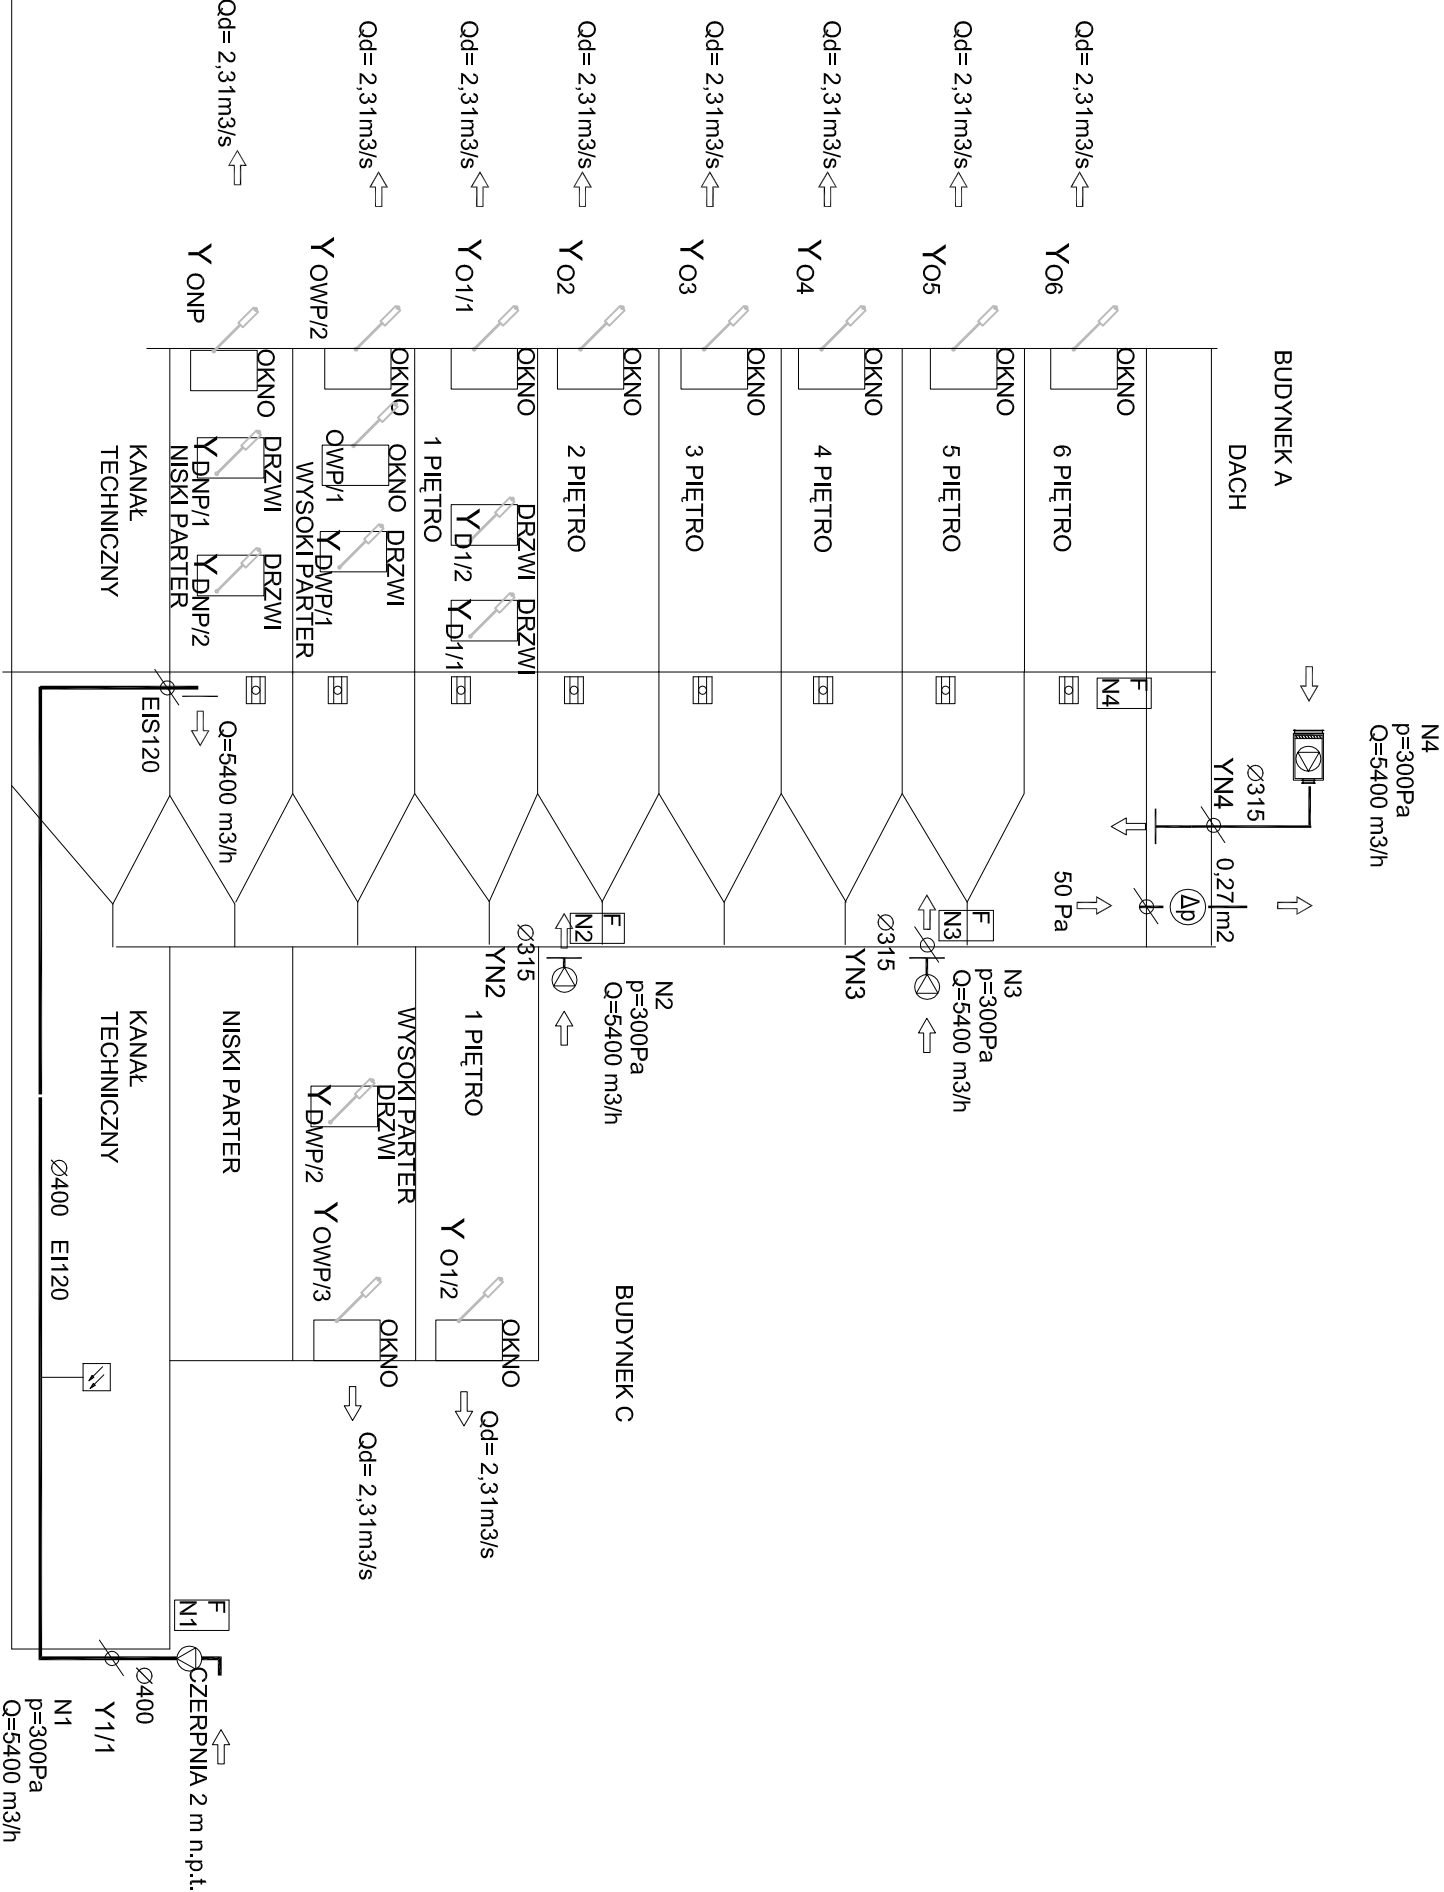 N4
p=300Pa
Q=5400 m3/h
BUDYNEK A
DACH
Ø315
YN4
0,27 m2
Δp
50 Pa
F
N4
Qd= 2,31m3/s
YO6
OKNO
6 PIĘTRO
Qd= 2,31m3/s
YO5
OKNO
5 PIĘTRO
F
N3
N3
p=300Pa
Q=5400 m3/h
Ø315
YN3
Qd= 2,31m3/s
YO4
OKNO
4 PIĘTRO
Qd= 2,31m3/s
YO3
OKNO
3 PIĘTRO
Qd= 2,31m3/s
YO2
OKNO
2 PIĘTRO
F
N2
N2
p=300Pa
Q=5400 m3/h
Ø315
YN2
BUDYNEK C
Qd= 2,31m3/s
YO1/1
OKNO
1 PIĘTRO
DRZWI
Y D1/2
DRZWI
Y D1/1
1 PIĘTRO
Y O1/2
OKNO
Qd= 2,31m3/s
Qd= 2,31m3/s
Y OWP/2
OKNO
OKNO
OWP/1
WYSOKI PARTER
DRZWI
Y DWP/1
WYSOKI PARTER
DRZWI
Y DWP/2
Y OWP/3
OKNO
Qd= 2,31m3/s
Qd= 2,31m3/s
Y ONP
OKNO
DRZWI
Y DNP/1
NISKI PARTER
DRZWI
Y DNP/2
Q=5400 m3/h
EIS120
NISKI PARTER
KANAŁ
TECHNICZNY
KANAŁ
TECHNICZNY
Ø400 EI120
F
N1
CZERPNIA 2 m n.p.t.
Ø400
Y1/1
N1
p=300Pa
Q=5400 m3/h